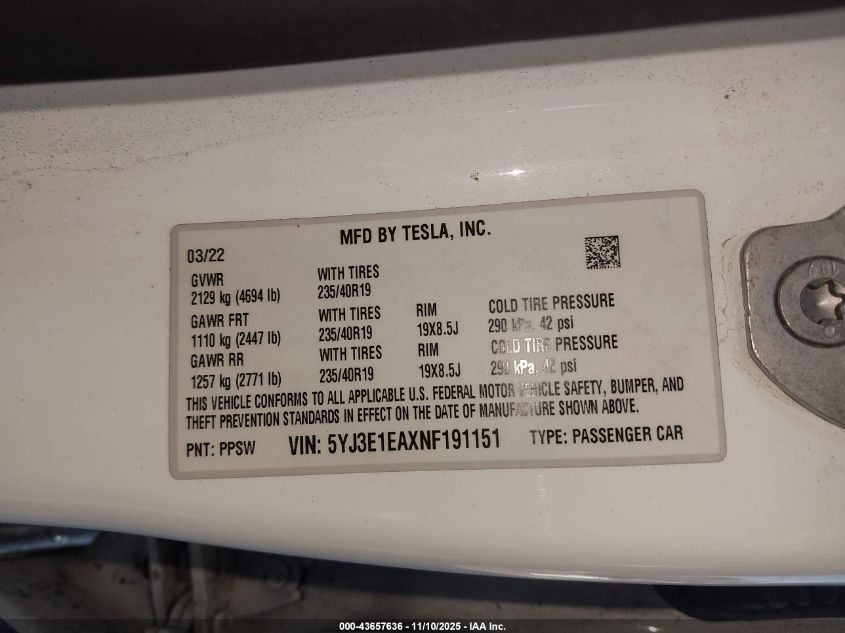 MFD BY TESLA, INC.
03/22
GVWR WITH TIRES
2129 kg (4694 lb) 235/40R19
GAWR FRT WITH TIRES RIM COLD TIRE PRESSURE
1110 kg (2447 lb) 235/40R19 19X8.5J 290 kPa, 42 psi
GAWR RR WITH TIRES RIM COLD TIRE PRESSURE
1257 kg (2771 lb) 235/40R19 19X8.5J 290 kPa, 42 psi
THIS VEHICLE CONFORMS TO ALL APPLICABLE U.S. FEDERAL MOTOR VEHICLE SAFETY, BUMPER, AND
THEFT PREVENTION STANDARDS IN EFFECT ON THE DATE OF MANUFACTURE SHOWN ABOVE.
PNT: PPSW VIN: 5YJ3E1EAXNF191151 TYPE: PASSENGER CAR
000-43657636 - 11/10/2025 - IAA Inc.